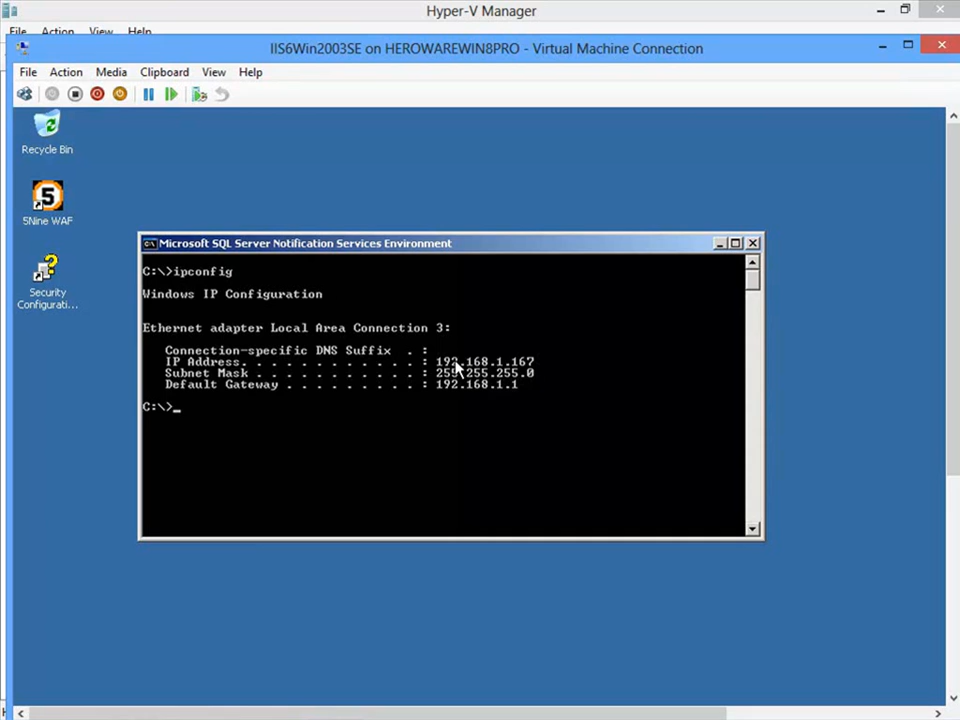 Hyper-V Manager
File Action View Help
IIS6Win2003SE on HEROWAREWIN8PRO - Virtual Machine Connection
File Action Media Clipboard View Help
Recycle Bin
5
5Nine WAF
Security
Configurati...
Microsoft SQL Server Notification Services Environment
C:\>ipconfig
Windows IP Configuration
Ethernet adapter Local Area Connection 3:
Connection-specific DNS Suffix . :
IP Address. . . . . . . . . . . . : 192.168.1.167
Subnet Mask . . . . . . . . . . . : 255.255.255.0
Default Gateway . . . . . . . . . : 192.168.1.1
C:\>_